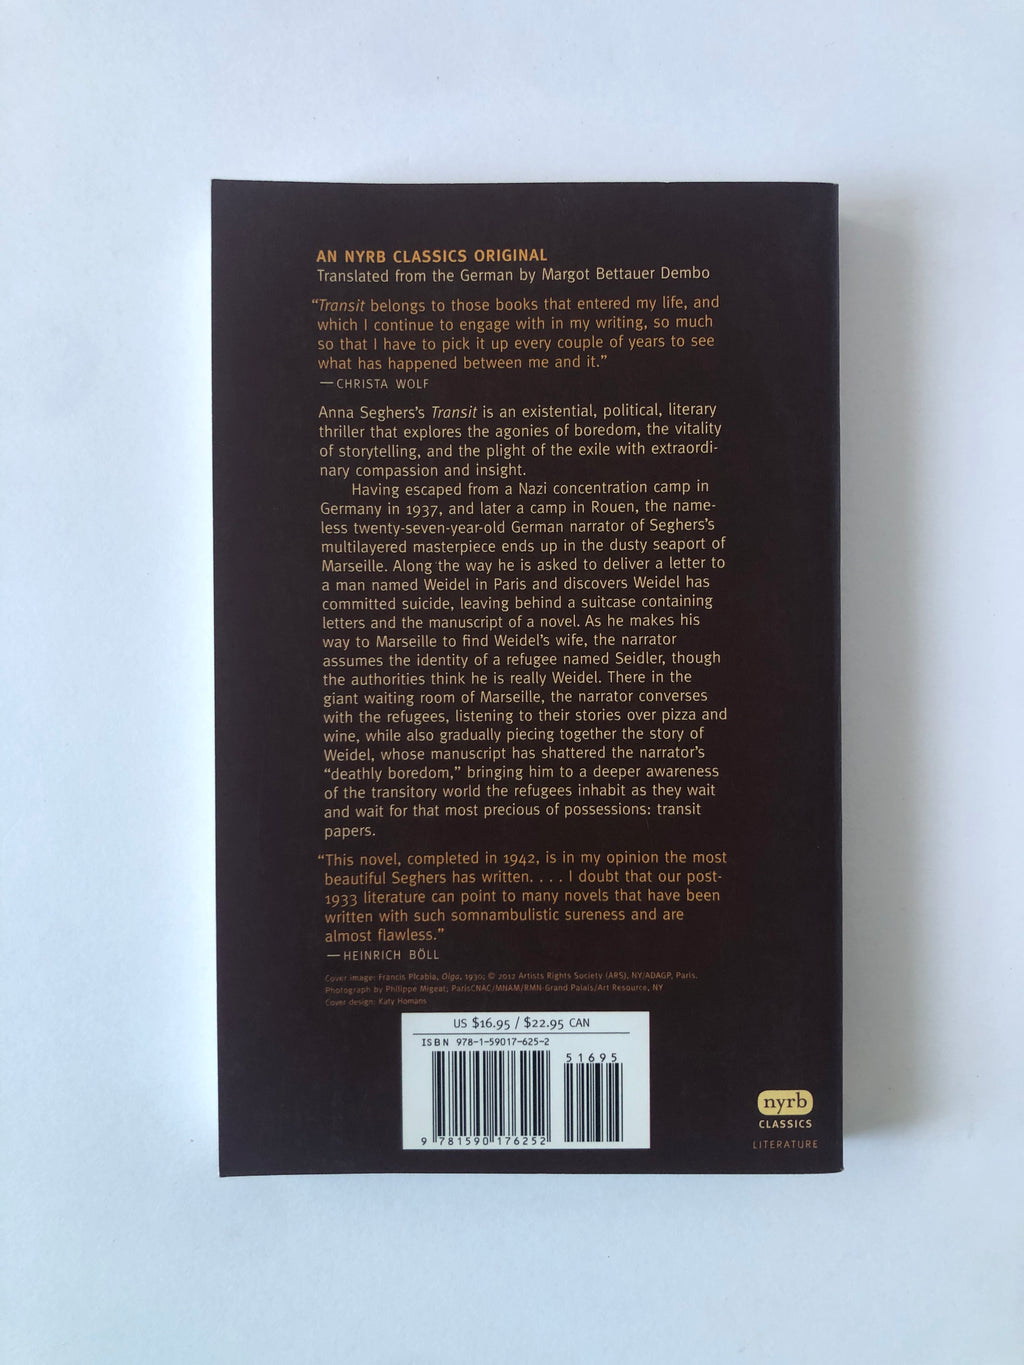 AN NYRB CLASSICS ORIGINAL
Translated from the German by Margot Bettauer Dembo
“Transit belongs to those books that entered my life, and
which I continue to engage with in my writing, so much
so that I have to pick it up every couple of years to see
what has happened between me and it.”
—CHRISTA WOLF
Anna Seghers’s Transit is an existential, political, literary
thriller that explores the agonies of boredom, the vitality
of storytelling, and the plight of the exile with extraordi-
nary compassion and insight.
Having escaped from a Nazi concentration camp in
Germany in 1937, and later a camp in Rouen, the name-
less twenty-seven-year-old German narrator of Seghers’s
multilayered masterpiece ends up in the dusty seaport of
Marseille. Along the way he is asked to deliver a letter to
a man named Weidel in Paris and discovers Weidel has
committed suicide, leaving behind a suitcase containing
letters and the manuscript of a novel. As he makes his
way to Marseille to find Weidel’s wife, the narrator
assumes the identity of a refugee named Seidler, though
the authorities think he is really Weidel. There in the
giant waiting room of Marseille, the narrator converses
with the refugees, listening to their stories over pizza and
wine, while also gradually piecing together the story of
Weidel, whose manuscript has shattered the narrator’s
“deathly boredom,” bringing him to a deeper awareness
of the transitory world the refugees inhabit as they wait
and wait for that most precious of possessions: transit
papers.
“This novel, completed in 1942, is in my opinion the most
beautiful Seghers has written. . . . I doubt that our post-
1933 literature can point to many novels that have been
written with such somnambulistic sureness and are
almost flawless.”
—HEINRICH BÖLL
Cover image: Francis Picabia, Olga, 1930; © 2012 Artists Rights Society (ARS), NY/ADAGP, Paris.
Photograph by Philippe Migeat; ParisCNAC/MNAM/RMN-Grand Palais/Art Resource, NY
Cover design: Katy Homans
US $16.95 / $22.95 CAN
ISBN 978-1-59017-625-2
51695
9 781590 176252
nyrb
CLASSICS
LITERATURE